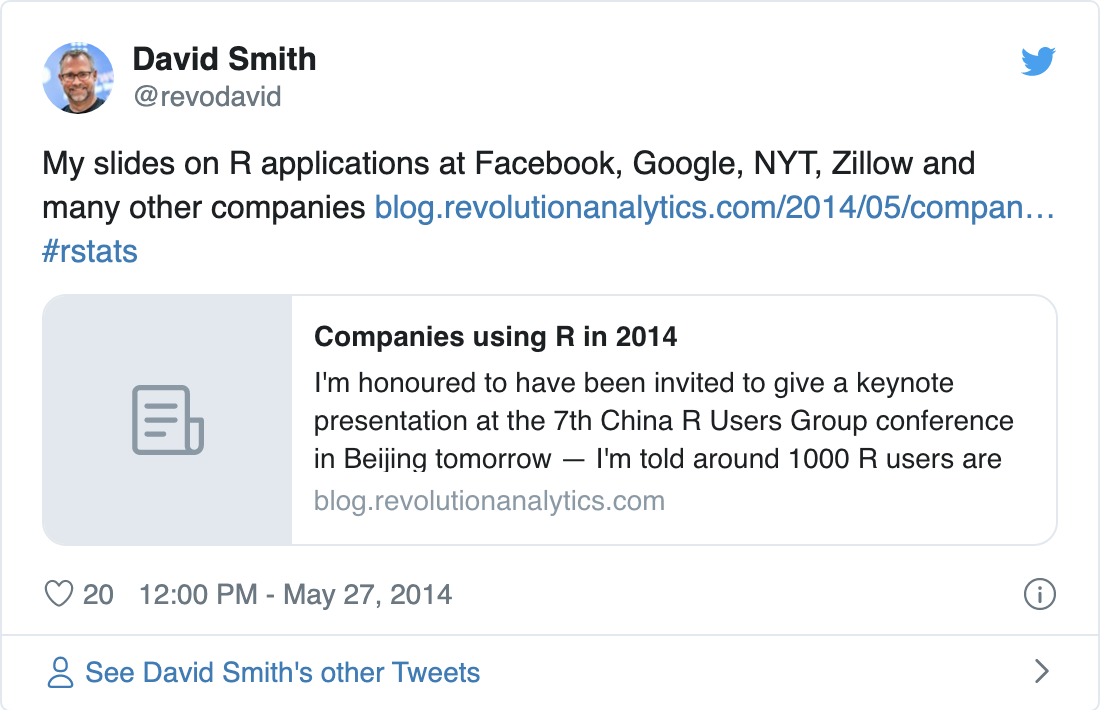 David Smith
@revodavid
My slides on R applications at Facebook, Google, NYT, Zillow and
many other companies blog.revolutionanalytics.com/2014/05/compan…
#rstats
Companies using R in 2014
I'm honoured to have been invited to give a keynote
presentation at the 7th China R Users Group conference
in Beijing tomorrow — I'm told around 1000 R users are
blog.revolutionanalytics.com
20 12:00 PM - May 27, 2014
See David Smith's other Tweets